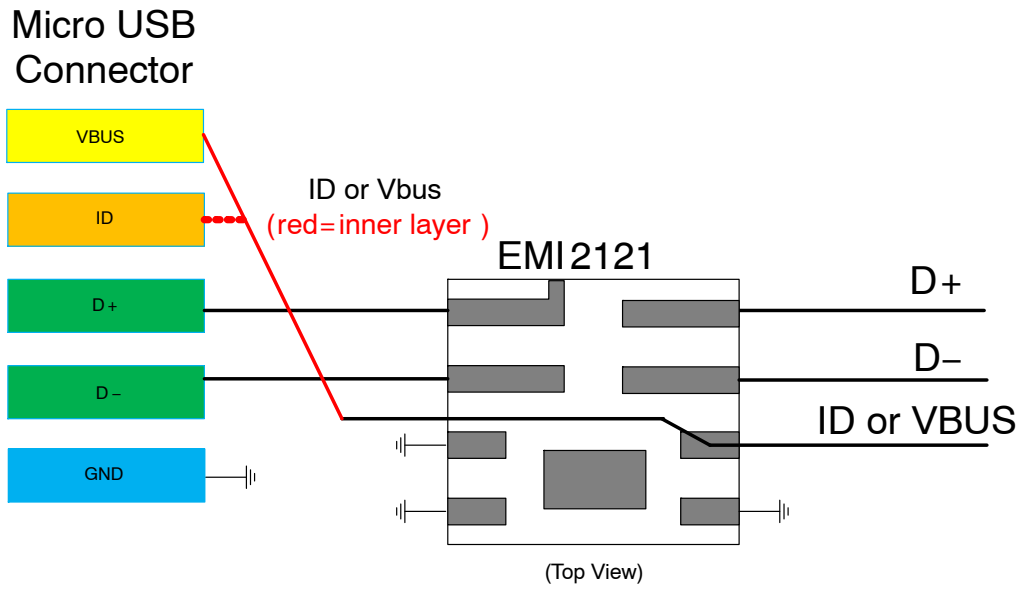 Micro USB
Connector
VBUS
ID
D+
D–
GND
ID or Vbus
(red=inner layer )
EMI2121
D+
D–
ID or VBUS
(Top View)